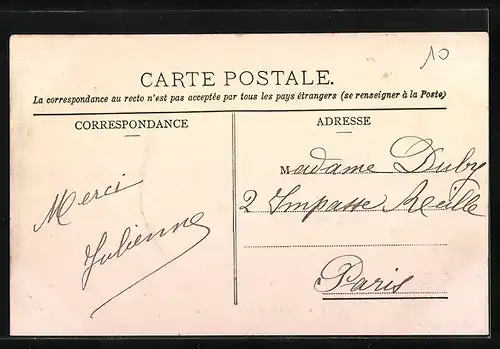 10
CARTE POSTALE.
La correspondance au recto n'est pas acceptée par tous les pays étrangers (se renseigner à la Poste)
CORRESPONDANCE
Merci
Julienne
ADRESSE
Madame Duby
2 Impasse Reille
Paris